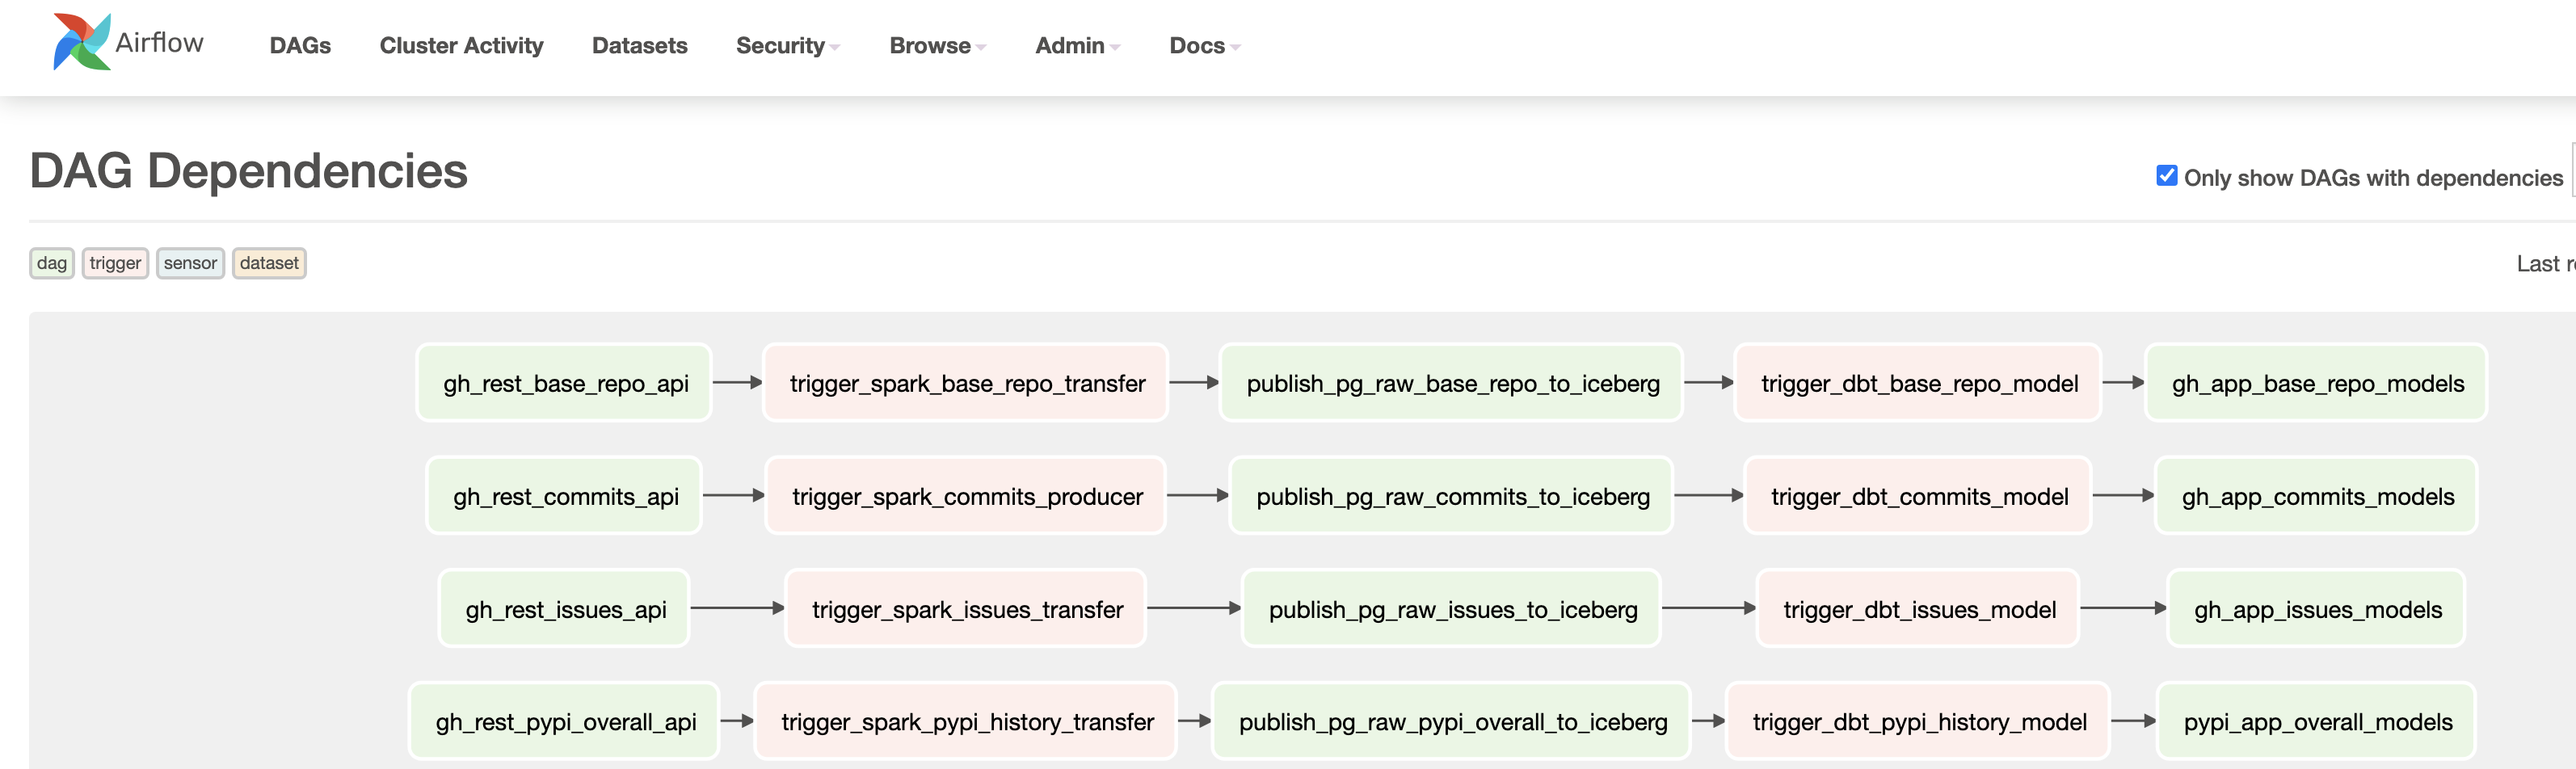 Airflow DAGs Cluster Activity Datasets Security Browse Admin Docs
DAG Dependencies
Only show DAGs with dependencies
dag trigger sensor dataset
Last
gh_rest_base_repo_api trigger_spark_base_repo_transfer publish_pg_raw_base_repo_to_iceberg trigger_dbt_base_repo_model gh_app_base_repo_models
gh_rest_commits_api trigger_spark_commits_producer publish_pg_raw_commits_to_iceberg trigger_dbt_commits_model gh_app_commits_models
gh_rest_issues_api trigger_spark_issues_transfer publish_pg_raw_issues_to_iceberg trigger_dbt_issues_model gh_app_issues_models
gh_rest_pypi_overall_api trigger_spark_pypi_history_transfer publish_pg_raw_pypi_overall_to_iceberg trigger_dbt_pypi_history_model pypi_app_overall_models